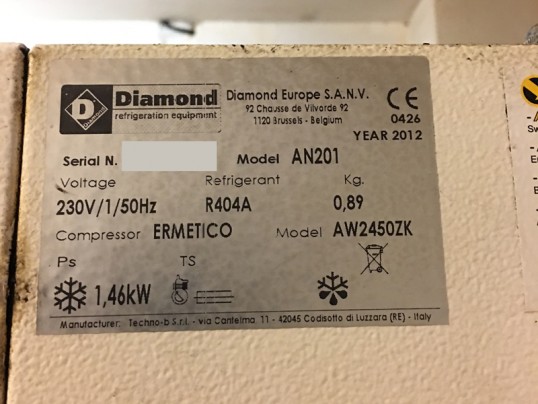 Diamond
refrigeration equipment
Diamond Europe S.A.N.V.
92 Chausse de Vilvorde 92
1120 Brussels - Belgium
CE
0426
YEAR 2012
Serial N. Model AN201
Voltage Refrigerant Kg.
230V/1/50Hz R404A 0,89
Compressor ERMETICO Model AW2450ZK
Ps TS
1,46kW
Manufacturer: Techno-b S.r.l. - via Cantelma, 11 - 42045 Codisotto di Luzzara (RE) - Italy